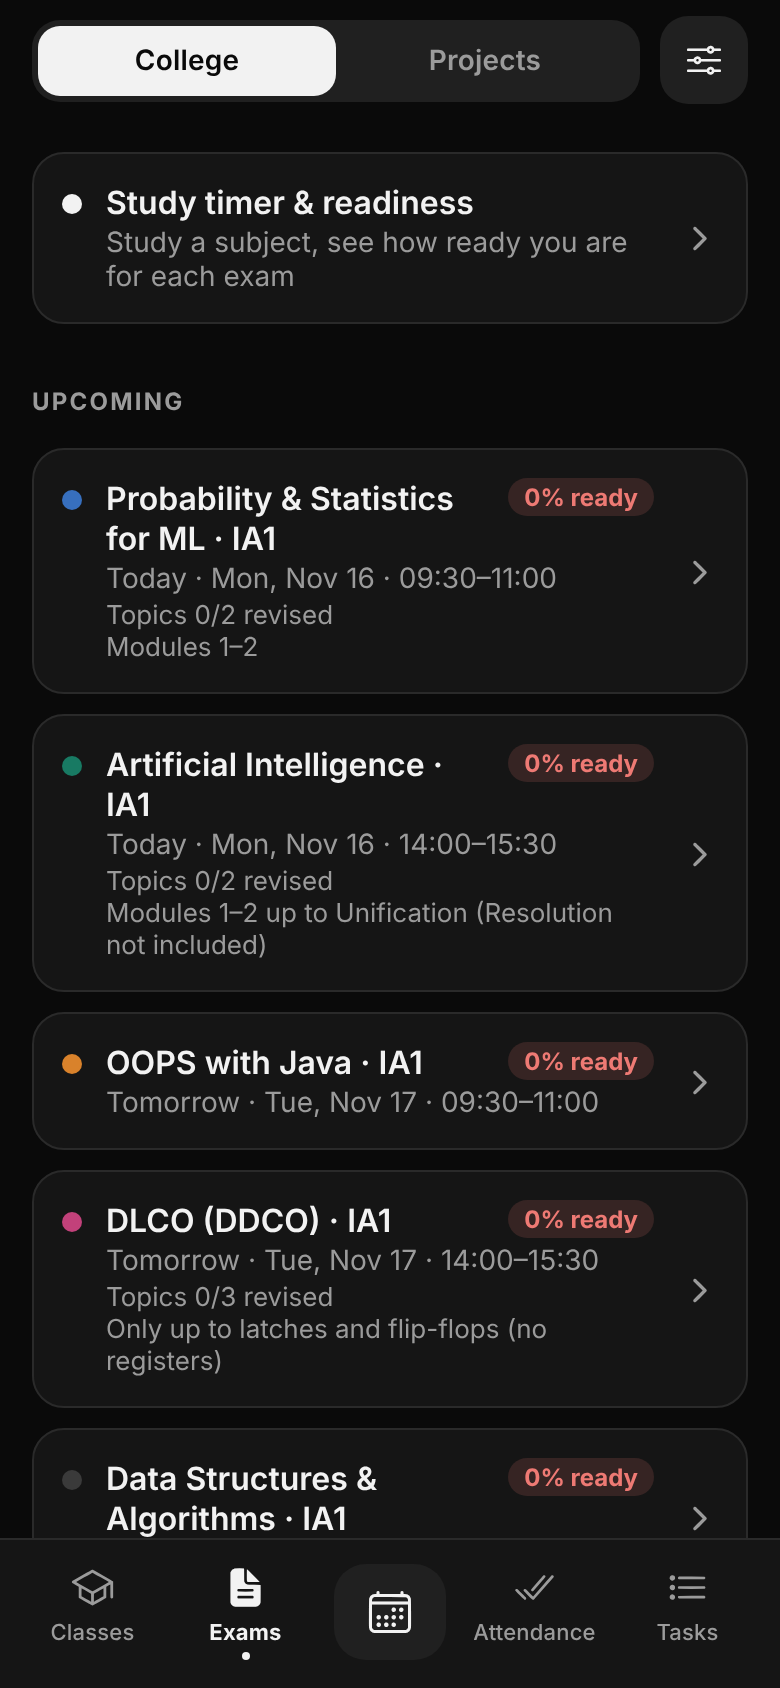 College
Projects
Study timer & readiness
Study a subject, see how ready you are
for each exam
UPCOMING
Probability & Statistics
for ML · IA1
0% ready
Today · Mon, Nov 16 · 09:30–11:00
Topics 0/2 revised
Modules 1–2
Artificial Intelligence ·
IA1
0% ready
Today · Mon, Nov 16 · 14:00–15:30
Topics 0/2 revised
Modules 1–2 up to Unification (Resolution
not included)
OOPS with Java · IA1
0% ready
Tomorrow · Tue, Nov 17 · 09:30–11:00
DLCO (DDCO) · IA1
0% ready
Tomorrow · Tue, Nov 17 · 14:00–15:30
Topics 0/3 revised
Only up to latches and flip-flops (no
registers)
Data Structures &
Algorithms · IA1
0% ready
Classes
Exams
Attendance
Tasks